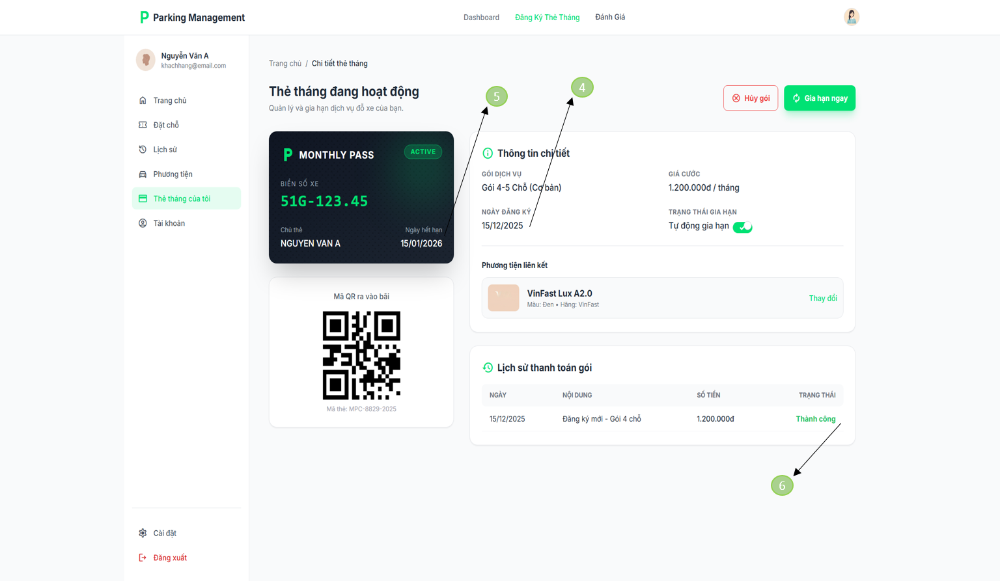 Parking Management
Dashboard
Đăng Ký Thẻ Tháng
Đánh Giá
Nguyễn Văn A
khachhang@email.com
Trang chủ
Đặt chỗ
Lịch sử
Phương tiện
Thẻ tháng của tôi
Tài khoản
Cài đặt
Đăng xuất
Trang chủ / Chi tiết thẻ tháng
Thẻ tháng đang hoạt động
Quản lý và gia hạn dịch vụ đỗ xe của bạn.
5
4
Hủy gói
Gia hạn ngay
P MONTHLY PASS
ACTIVE
BIỂN SỐ XE
51G-123.45
Chủ thẻ
Ngày hết hạn
NGUYEN VAN A
15/01/2026
Mã QR ra vào bãi
Mã thẻ: MPC-8829-2025
Thông tin chi tiết
GÓI DỊCH VỤ
GIÁ CƯỚC
Gói 4-5 Chỗ (Cơ bản)
1.200.000đ / tháng
NGÀY ĐĂNG KÝ
TRẠNG THÁI GIA HẠN
15/12/2025
Tự động gia hạn
Phương tiện liên kết
VinFast Lux A2.0
Màu: Đen • Hãng: VinFast
Thay đổi
Lịch sử thanh toán gói
NGÀY NỘI DUNG SỐ TIỀN TRẠNG THÁI
15/12/2025 Đăng ký mới - Gói 4 chỗ 1.200.000đ Thành công
6